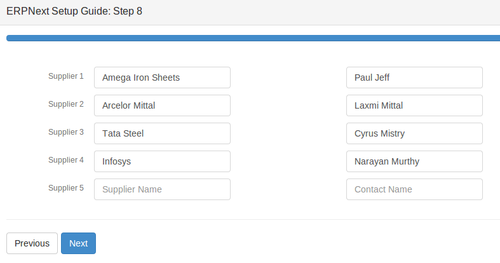 ERPNext Setup Guide: Step 8
Supplier 1 Amega Iron Sheets Paul Jeff
Supplier 2 Arcelor Mittal Laxmi Mittal
Supplier 3 Tata Steel Cyrus Mistry
Supplier 4 Infosys Narayan Murthy
Supplier 5 Supplier Name Contact Name
Previous Next